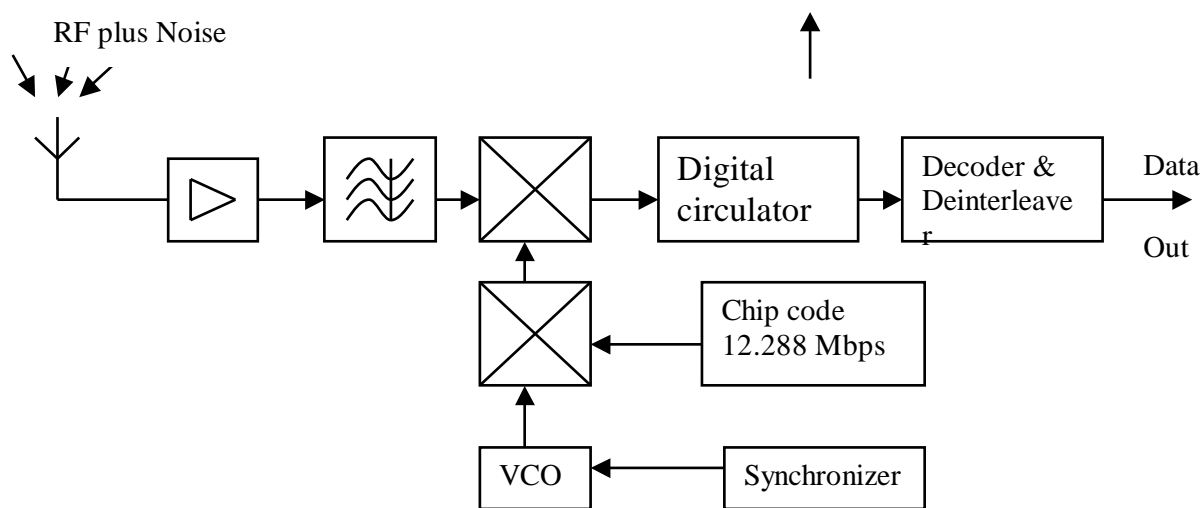 RF plus Noise
Digital
circulator
Decoder &
Deinterleave
r
Data
Out
Chip code
12.288 Mbps
VCO
Synchronizer